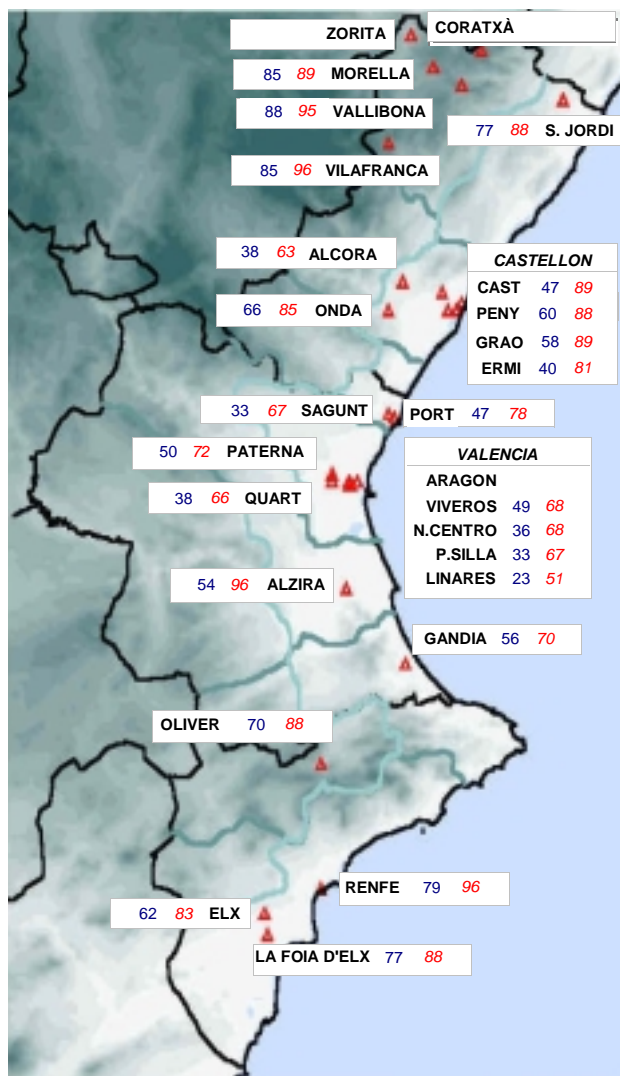 ZORITA
CORATXÀ
85 89 MORELLA
88 95 VALLIBONA
77 88 S. JORDI
85 96 VILAFRANCA
38 63 ALCORA
66 85 ONDA
CASTELLON
CAST 47 89
PENY 60 88
GRAO 58 89
ERMI 40 81
33 67 SAGUNT
PORT 47 78
50 72 PATERNA
38 66 QUART
VALENCIA
ARAGON
VIVEROS 49 68
N.CENTRO 36 68
P.SILLA 33 67
LINARES 23 51
54 96 ALZIRA
GANDIA 56 70
OLIVER 70 88
RENFE 79 96
62 83 ELX
LA FOIA D'ELX 77 88